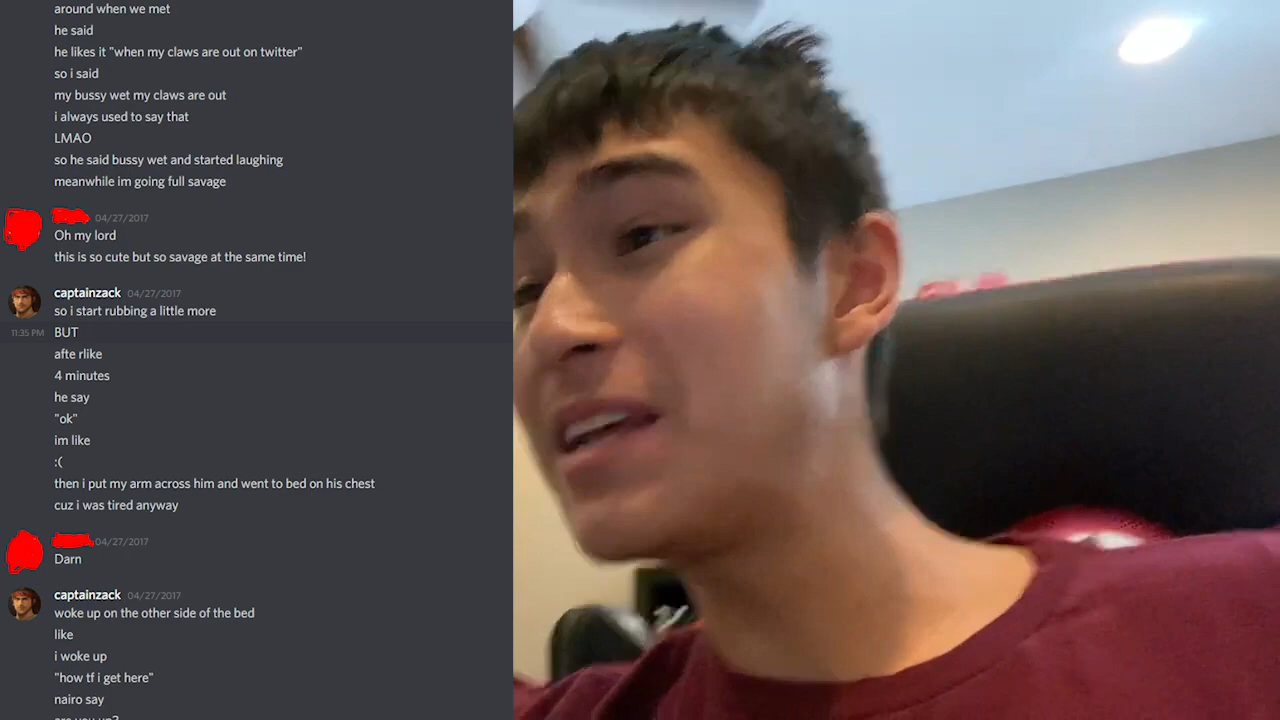 around when we met
he said
he likes it "when my claws are out on twitter"
so i said
my bussy wet my claws are out
i always used to say that
LMAO
so he said bussy wet and started laughing
meanwhile im going full savage
04/27/2017
Oh my lord
this is so cute but so savage at the same time!
captainzack 04/27/2017
so i start rubbing a little more
11:35 PM BUT
afte rlike
4 minutes
he say
"ok"
im like
:(
then i put my arm across him and went to bed on his chest
cuz i was tired anyway
04/27/2017
Darn
captainzack 04/27/2017
woke up on the other side of the bed
like
i woke up
"how tf i get here"
nairo say
are you up?